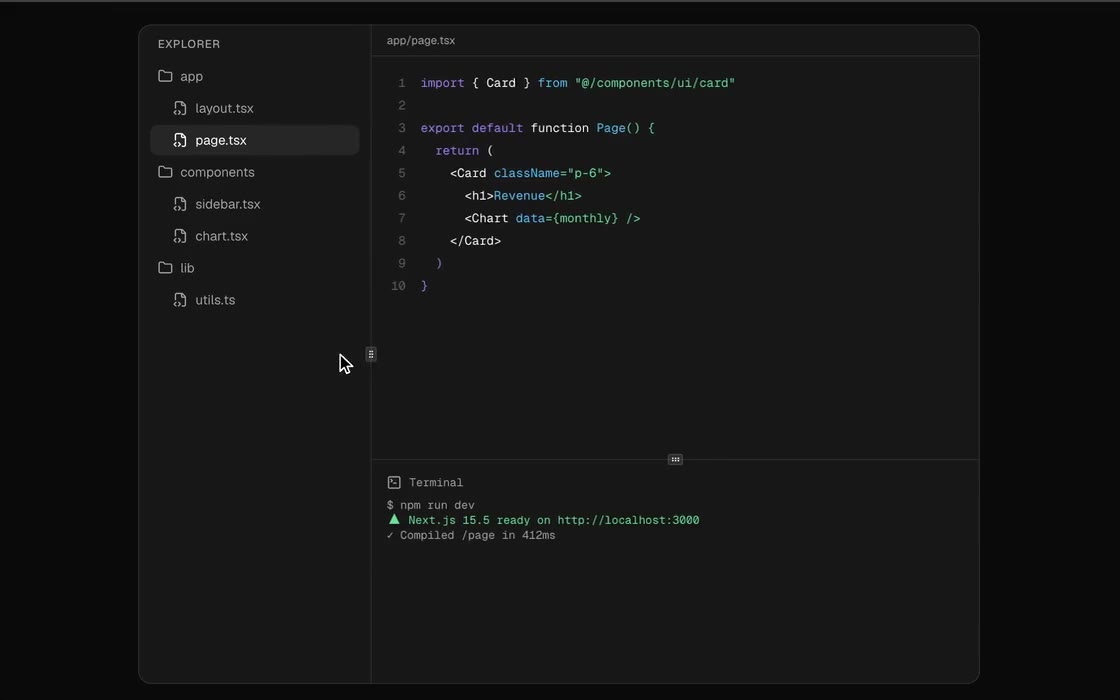 EXPLORER
app
layout.tsx
page.tsx
components
sidebar.tsx
chart.tsx
lib
utils.ts
app/page.tsx
1 import { Card } from "@/components/ui/card"
2
3 export default function Page() {
4 return (
5 <Card className="p-6">
6 <h1>Revenue</h1>
7 <Chart data={monthly} />
8 </Card>
9 )
10 }
Terminal
$ npm run dev
▲ Next.js 15.5 ready on http://localhost:3000
✓ Compiled /page in 412ms